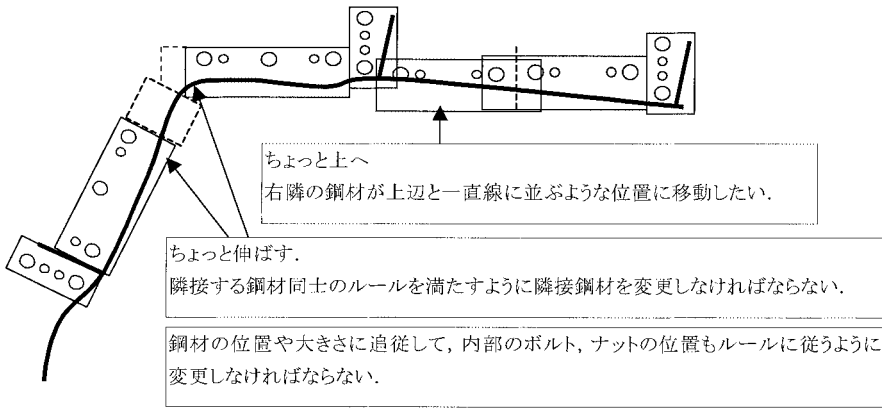 ちょっと上へ
右隣の鋼材が上辺と一直線に並ぶような位置に移動したい．
ちょっと伸ばす．
隣接する鋼材同士のルールを満たすように隣接鋼材を変更しなければならない．
鋼材の位置や大きさに追従して, 内部のボルト, ナットの位置もルールに従うように
変更しなければならない．